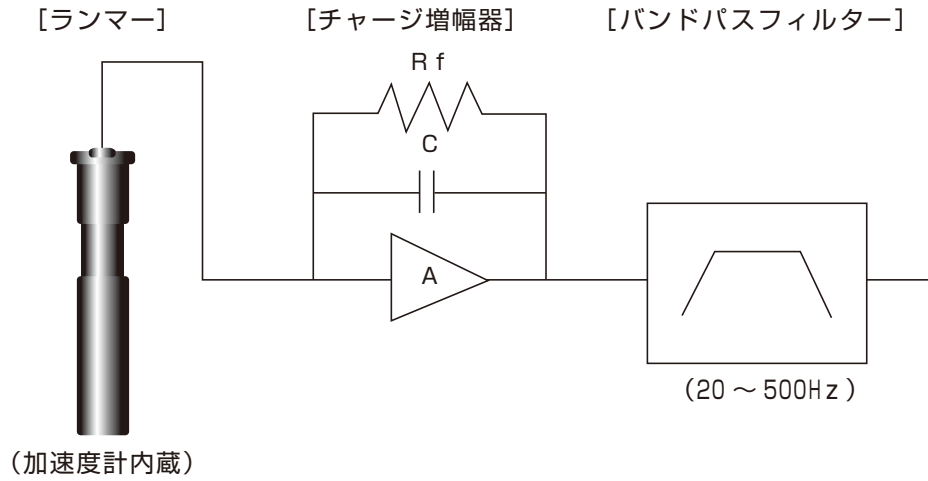 [ランマー]
[チャージ増幅器]
[バンドパスフィルター]
Rf
C
A
(20～500Hz)
(加速度計内蔵)